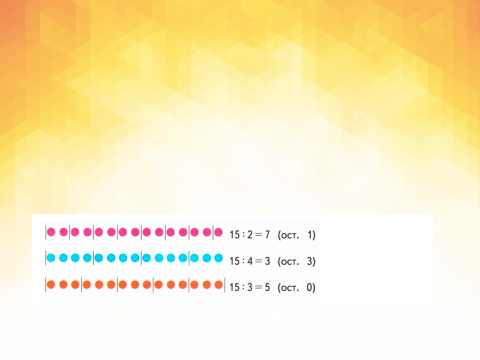 15 : 2 = 7 (ост. 1)
15 : 4 = 3 (ост. 3)
15 : 3 = 5 (ост. 0)